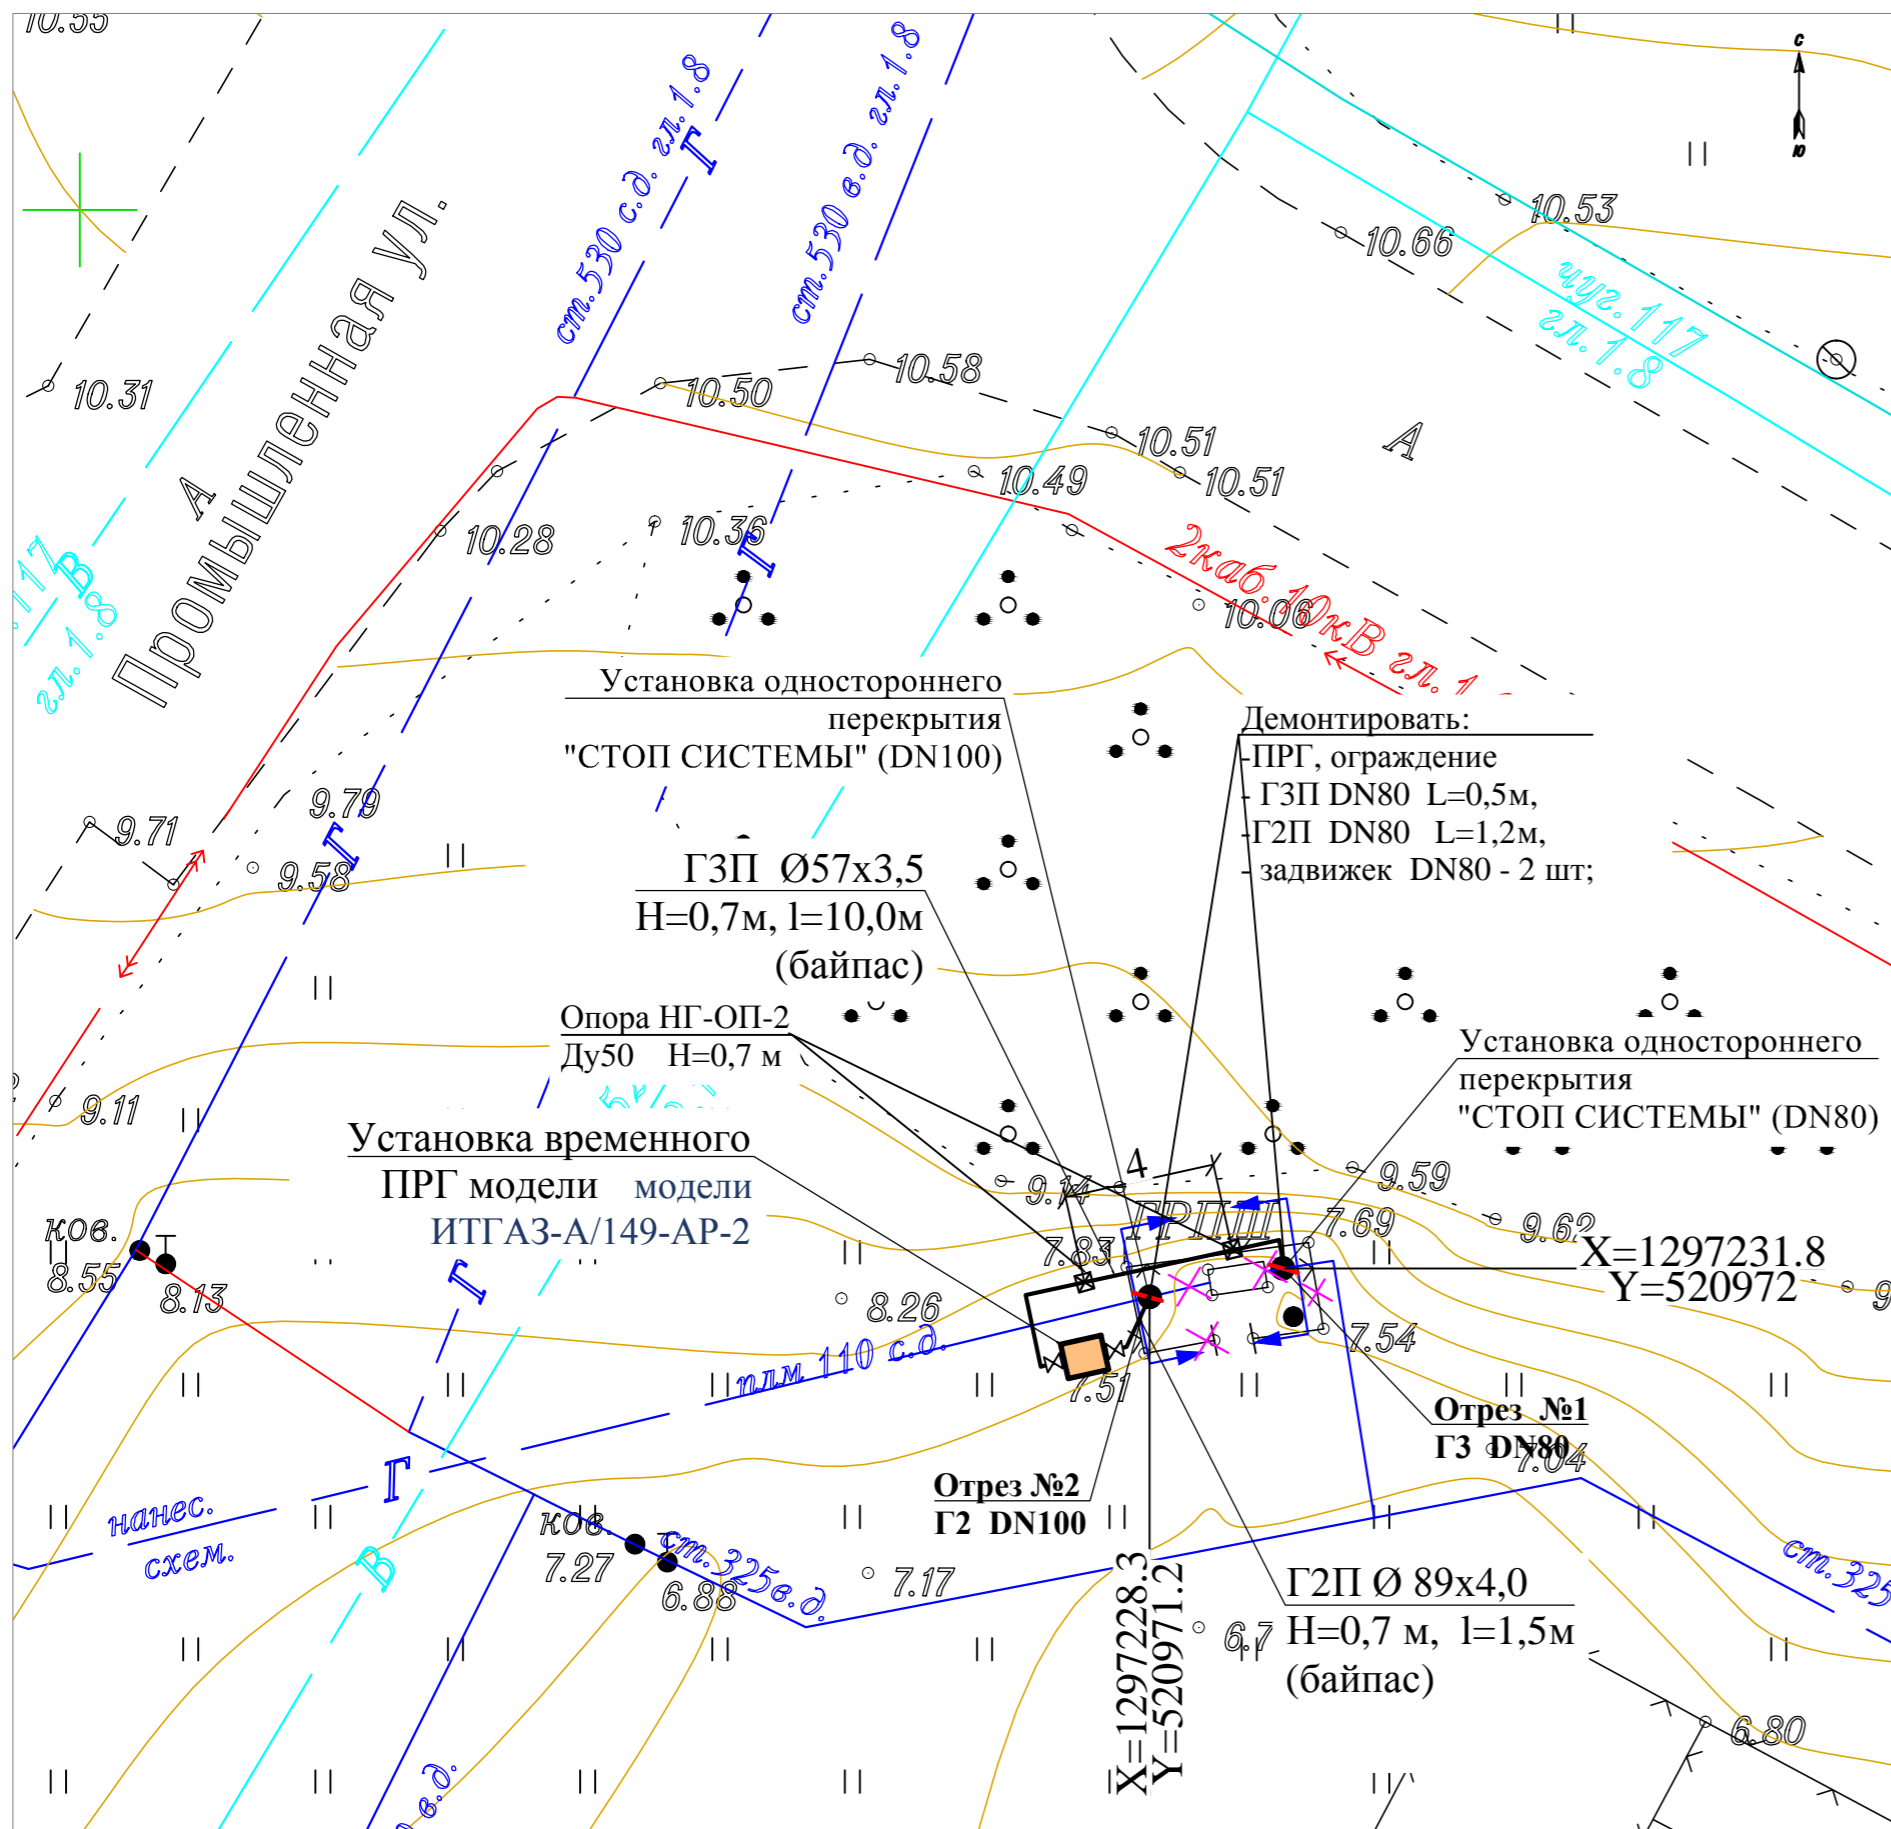 10.55
с
ю
ст.530 с.д. гл.1.8
Г
ст.530 в.д. гл.1.8
10.53
10.66
чуг.117
гл.1.8
Промышленная ул.
А
10.31
10.50
10.58
10.51
10.51
А
10.49
10.28
10.36
Г
117
В
гл.1.8
2каб.10кВ гл.1
10.06
Установка одностороннего
перекрытия
"СТОП СИСТЕМЫ" (DN100)
Демонтировать:
-ПРГ, ограждение
- ГЗП DN80 L=0,5м,
-Г2П DN80 L=1,2м,
- задвижек DN80 - 2 шт;
9.79
9.71
Г
9.58
ГЗП Ø57х3,5
Н=0,7м, l=10,0м
(байпас)
Опора НГ-ОП-2
Ду50 Н=0,7 м
Установка одностороннего
перекрытия
"СТОП СИСТЕМЫ" (DN80)
9.11
Установка временного
ПРГ модели модели
ИТГАЗ-А/149-АР-2
4
9.14
9.59
ГРПШ
7.69
9.62
7.83
ков.
8.55
8.13
Г
8.26
Х=1297231.8
Y=520972
9
7.54
плм 110 с.д.
7.51
Отрез №1
Г3 DN80
7.04
Отрез №2
Г2 DN100
Г
нанес.
схем.
В
ков.
7.27
ст.325в.д.
6.88
7.17
ст.325
Х=1297228.3
Y=520971.2
Г2П Ø 89х4,0
Н=0,7 м, l=1,5м
(байпас)
6.7
6.80
в.д.